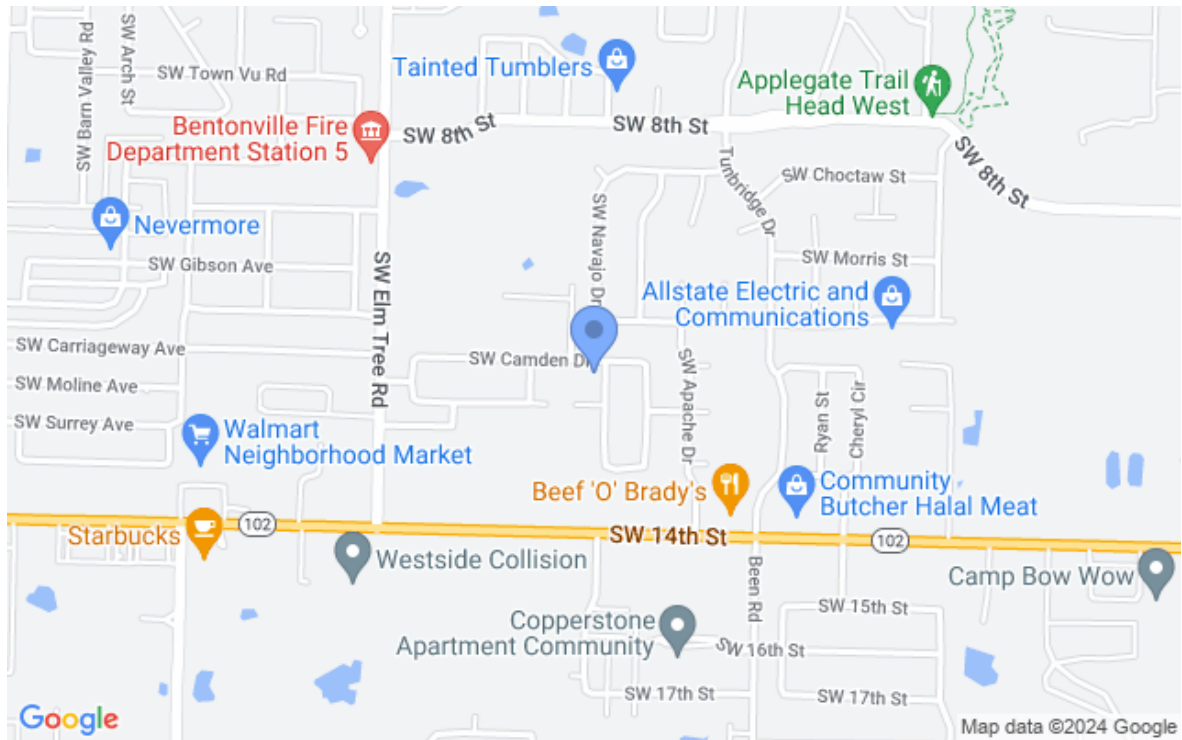 SW Barn Valley Rd
SW Arch St
SW Town Vu Rd
Tainted Tumblers
Applegate Trail
Head West
Bentonville Fire
Department Station 5
SW 8th St
SW 8th St
SW 8th St
SW Choctaw St
Tunbridge Dr
SW Navajo Dr
Nevermore
SW Gibson Ave
SW Elm Tree Rd
SW Morris St
Allstate Electric and
Communications
SW Carriageway Ave
SW Camden Dr
SW Moline Ave
SW Apache Dr
Ryan St
Cheryl Cir
SW Surrey Ave
Walmart
Neighborhood Market
Beef 'O' Brady's
Community
Butcher Halal Meat
Starbucks
102
SW 14th St
102
Westside Collision
Been Rd
Camp Bow Wow
Copperstone
Apartment Community
SW 15th St
SW 16th St
SW 17th St
SW 17th St
Google
Map data ©2024 Google